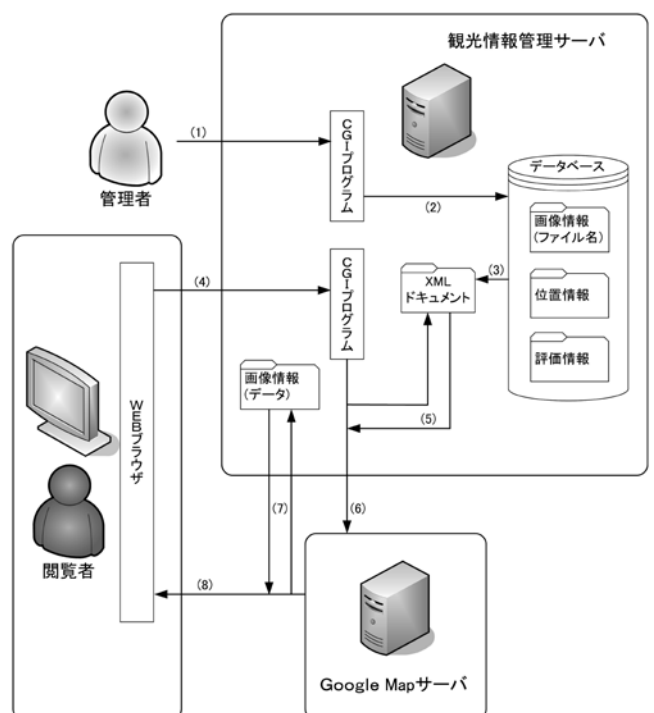 観光情報管理サーバ
(1)
CGIプログラム
管理者
(2)
データベース
画像情報
(ファイル名)
位置情報
評価情報
(3)
XML
ドキュメント
(4)
CGIプログラム
画像情報
(データ)
(5)
WEBブラウザ
(7)
(6)
閲覧者
(8)
Google Mapサーバ